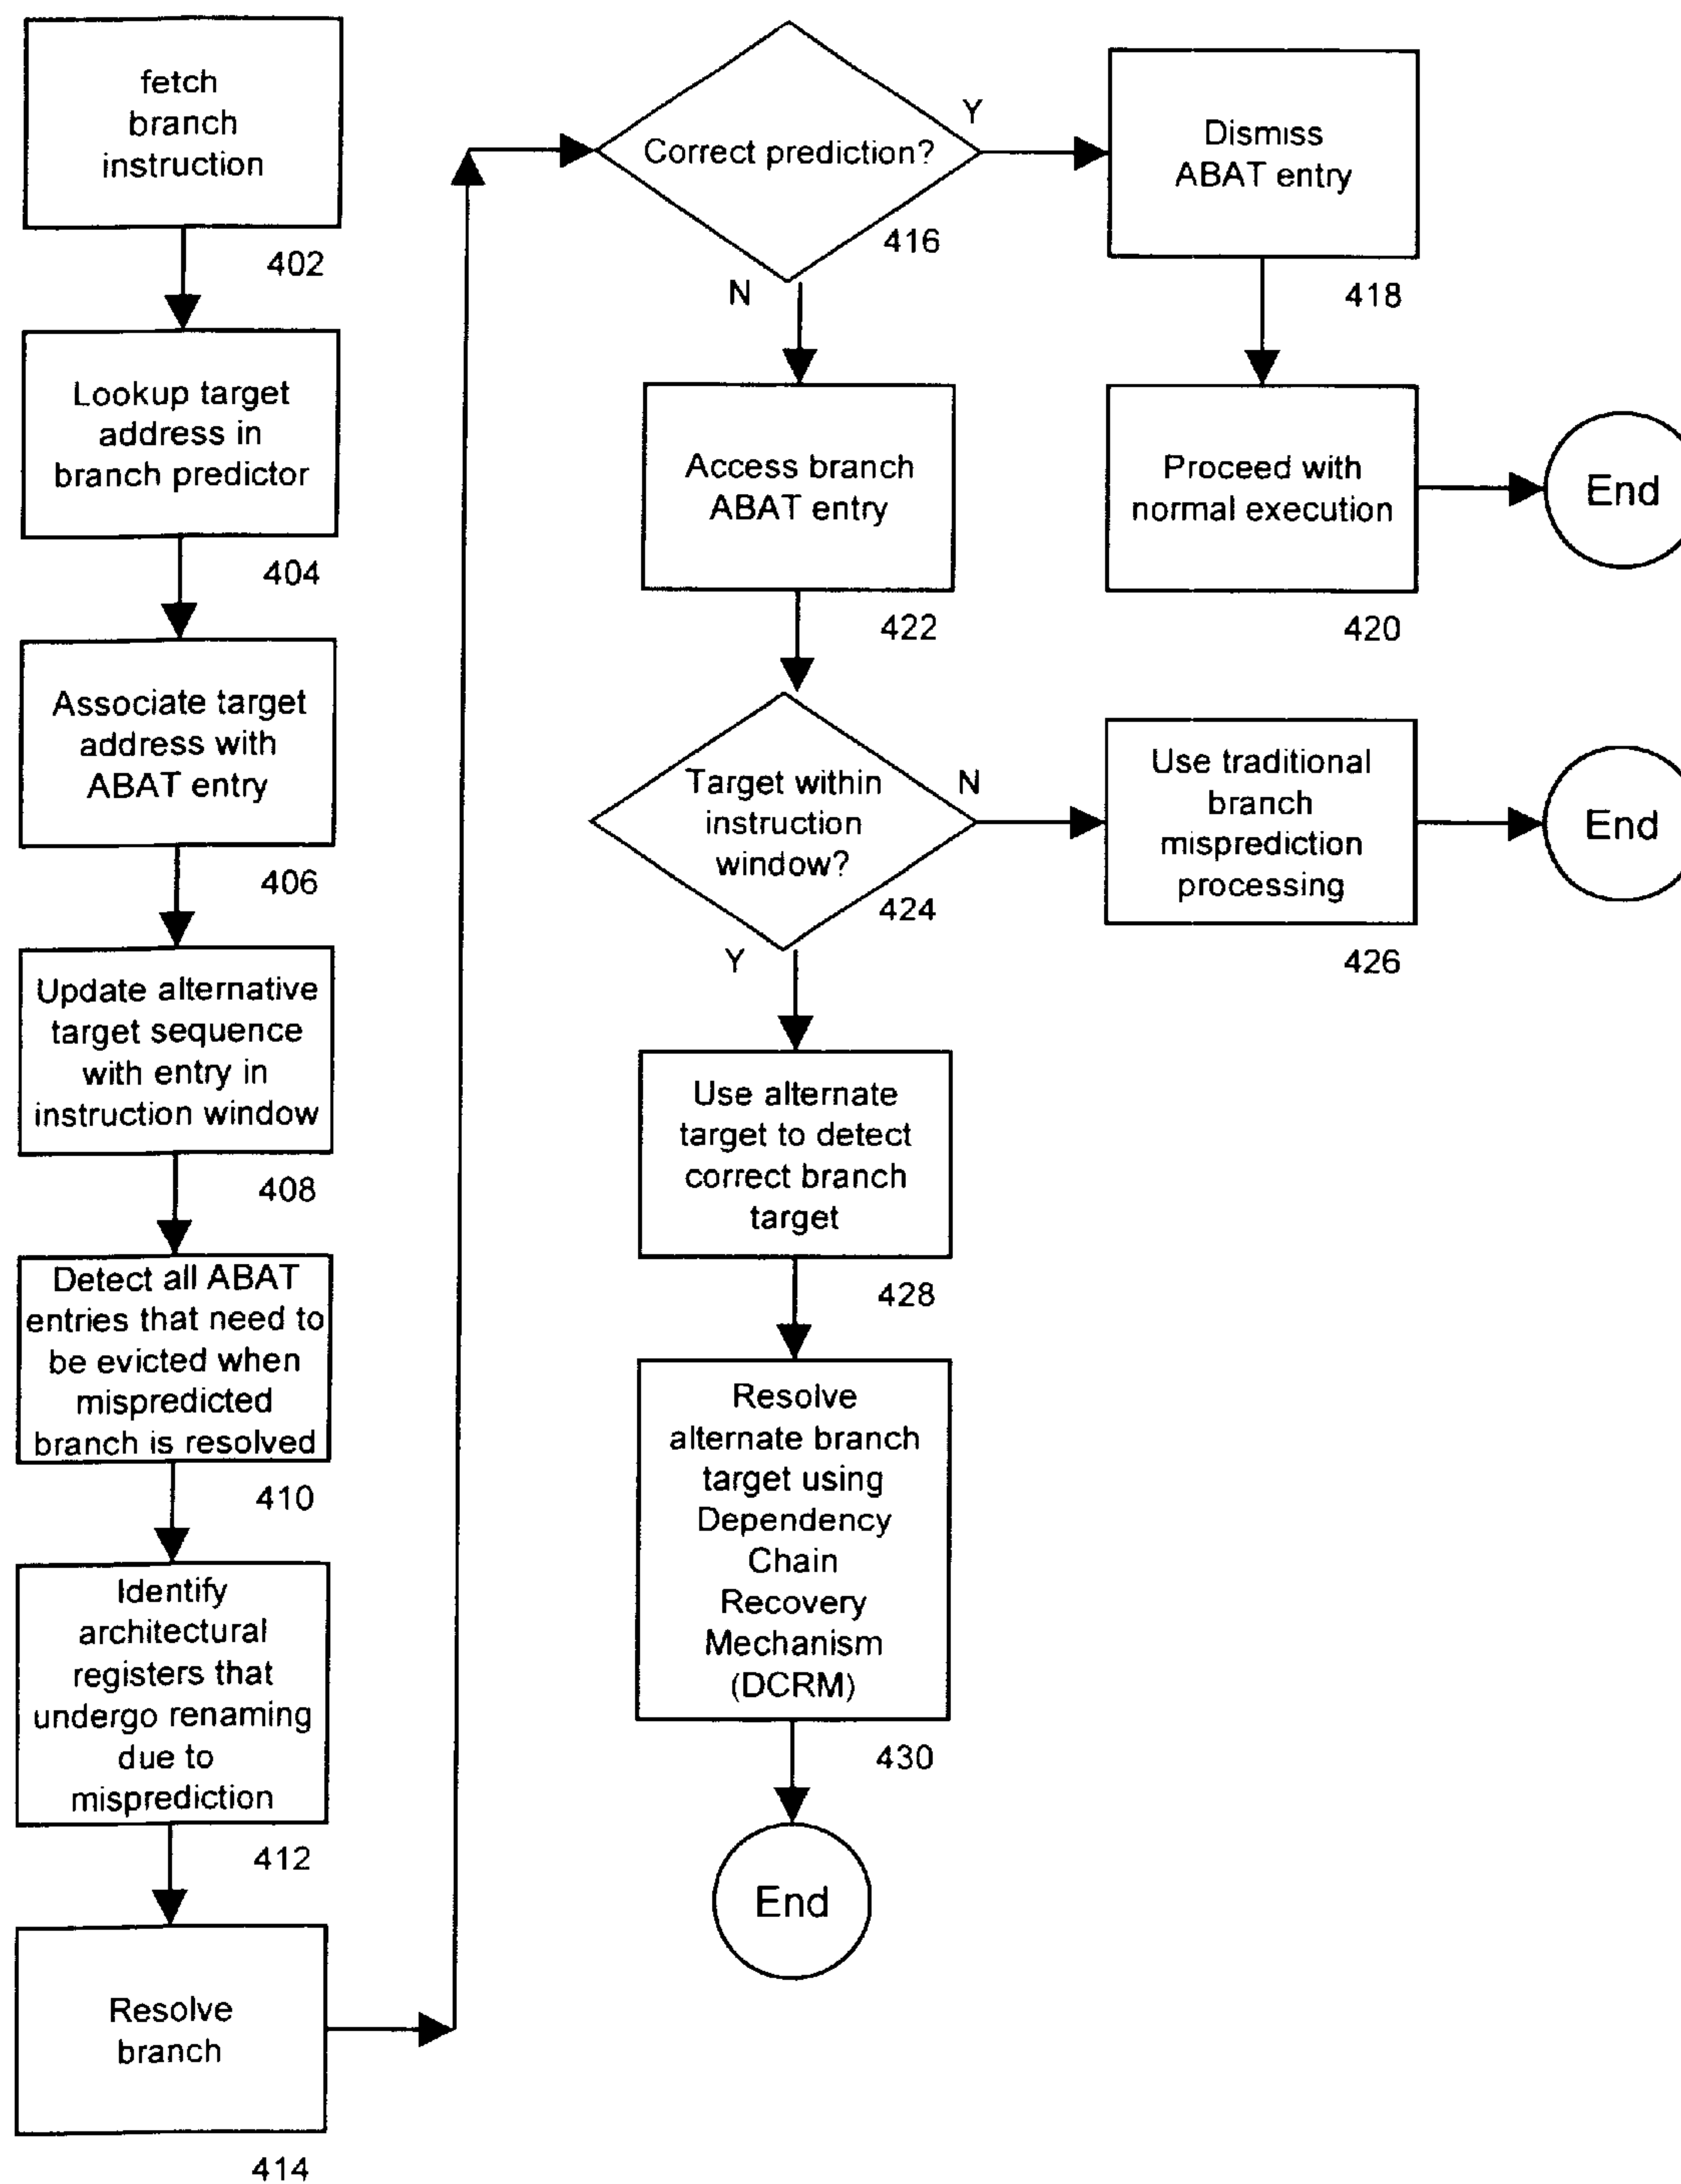 fetch
branch
instruction
402
Lookup target
address in
branch predictor
404
Associate target
address with
ABAT entry
406
Update alternative
target sequence
with entry in
instruction window
408
Detect all ABAT
entries that need to
be evicted when
mispredicted
branch is resolved
410
Identify
architectural
registers that
undergo renaming
due to
misprediction
412
Resolve
branch
414
Correct prediction?
Y
N
416
Dismiss
ABAT entry
418
Proceed with
normal execution
420
End
Access branch
ABAT entry
422
Target within
instruction
window?
N
Y
424
Use traditional
branch
misprediction
processing
426
End
Use alternate
target to detect
correct branch
target
428
Resolve
alternate branch
target using
Dependency
Chain
Recovery
Mechanism
(DCRM)
430
End